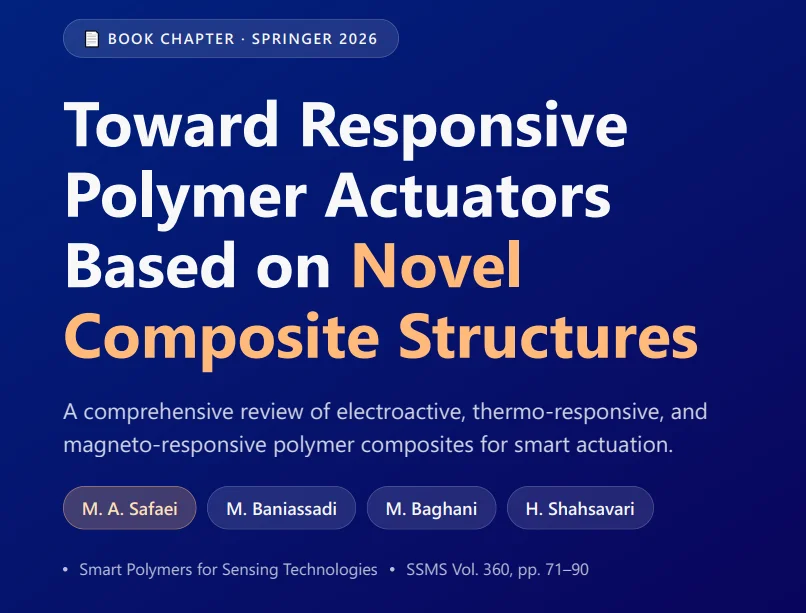 BOOK CHAPTER · SPRINGER 2026
Toward Responsive
Polymer Actuators
Based on Novel
Composite Structures
A comprehensive review of electroactive, thermo-responsive, and
magneto-responsive polymer composites for smart actuation.
M. A. Safaei M. Baniassadi M. Baghani H. Shahsavari
• Smart Polymers for Sensing Technologies • SSMS Vol. 360, pp. 71–90